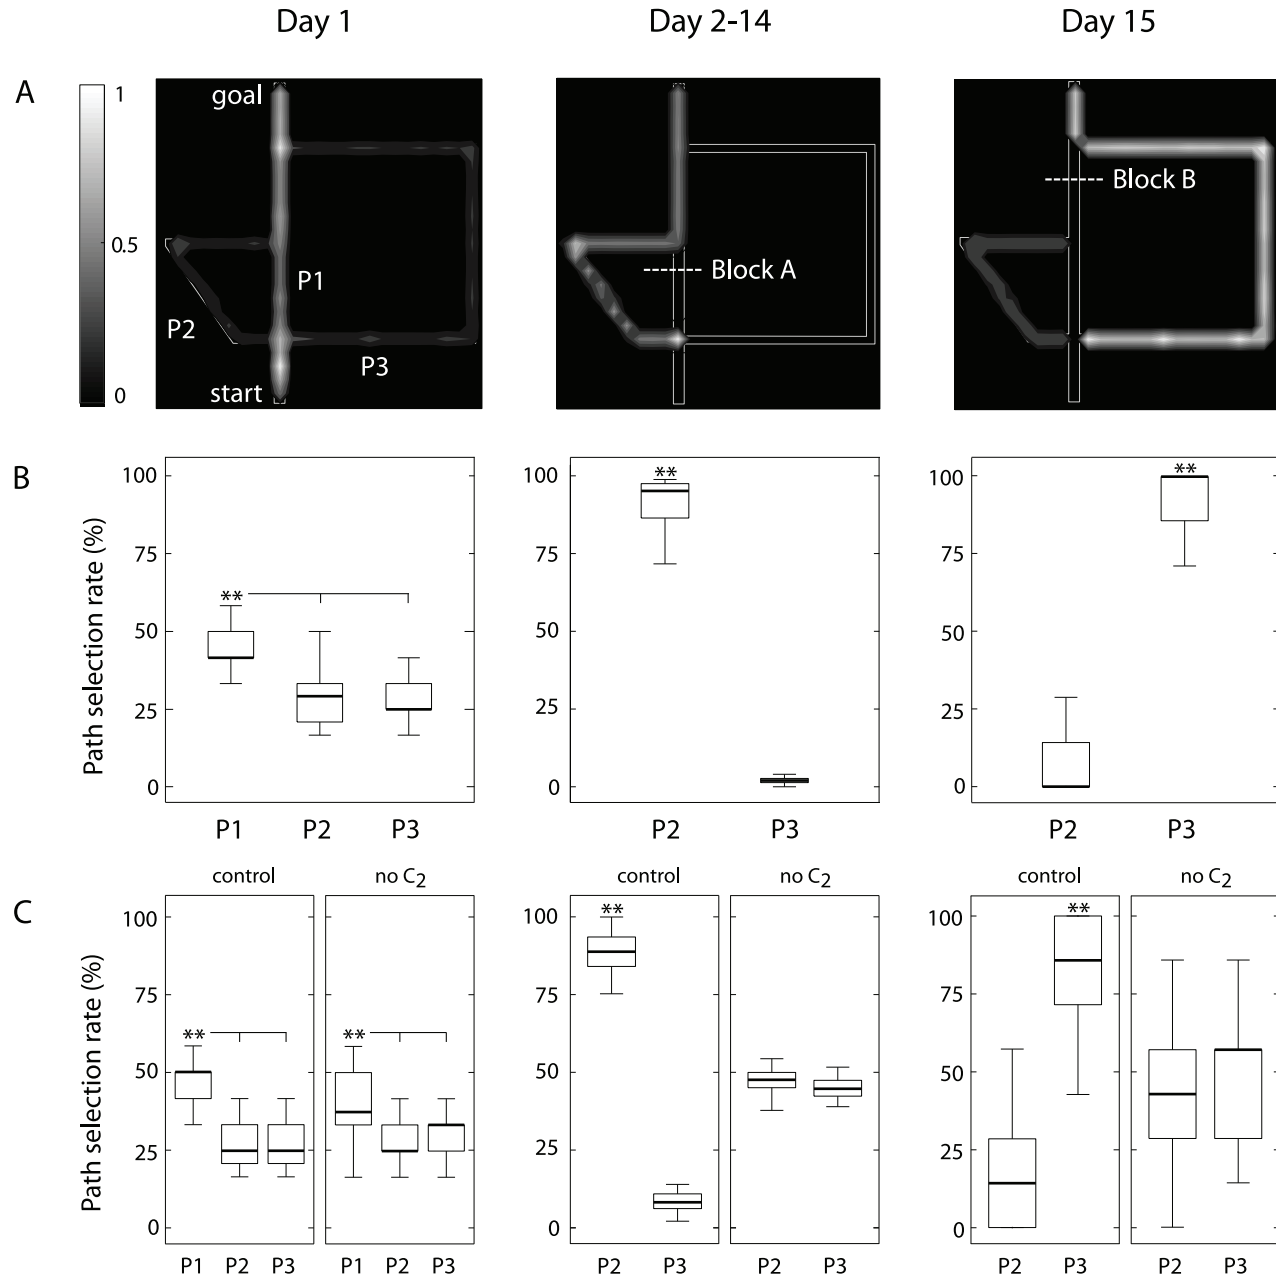 Day 1 Day 2-14 Day 15
A
1
0.5
0
goal
P1
P2
P3
start
Block A
Block B
B
Path selection rate (%)
100
75
50
25
0
**
P1 P2 P3
100
75
50
25
0
**
P2 P3
100
75
50
25
0
**
P2 P3
C
Path selection rate (%)
control no C2
100
75
50
25
0
** **
P1 P2 P3 P1 P2 P3
control no C2
100
75
50
25
0
**
P2 P3 P2 P3
control no C2
100
75
50
25
0
**
P2 P3 P2 P3